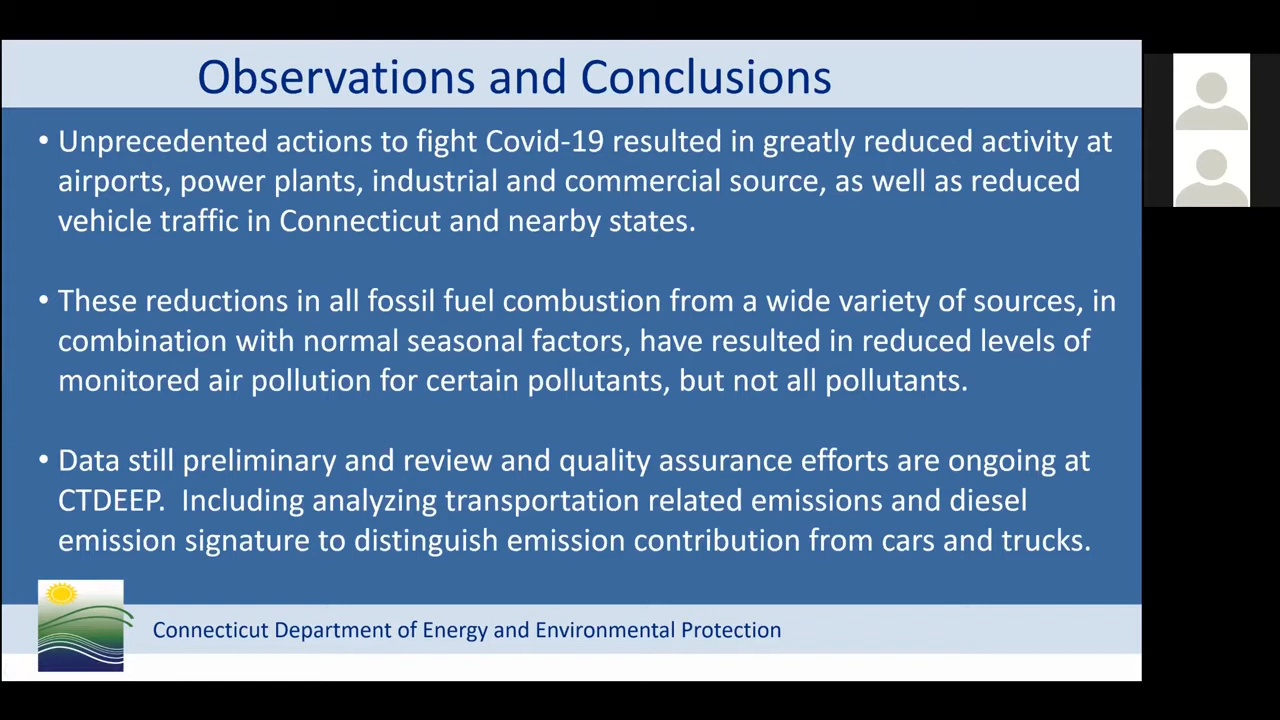 Observations and Conclusions
• Unprecedented actions to fight Covid-19 resulted in greatly reduced activity at
airports, power plants, industrial and commercial source, as well as reduced
vehicle traffic in Connecticut and nearby states.
• These reductions in all fossil fuel combustion from a wide variety of sources, in
combination with normal seasonal factors, have resulted in reduced levels of
monitored air pollution for certain pollutants, but not all pollutants.
• Data still preliminary and review and quality assurance efforts are ongoing at
CTDEEP.  Including analyzing transportation related emissions and diesel
emission signature to distinguish emission contribution from cars and trucks.
Connecticut Department of Energy and Environmental Protection